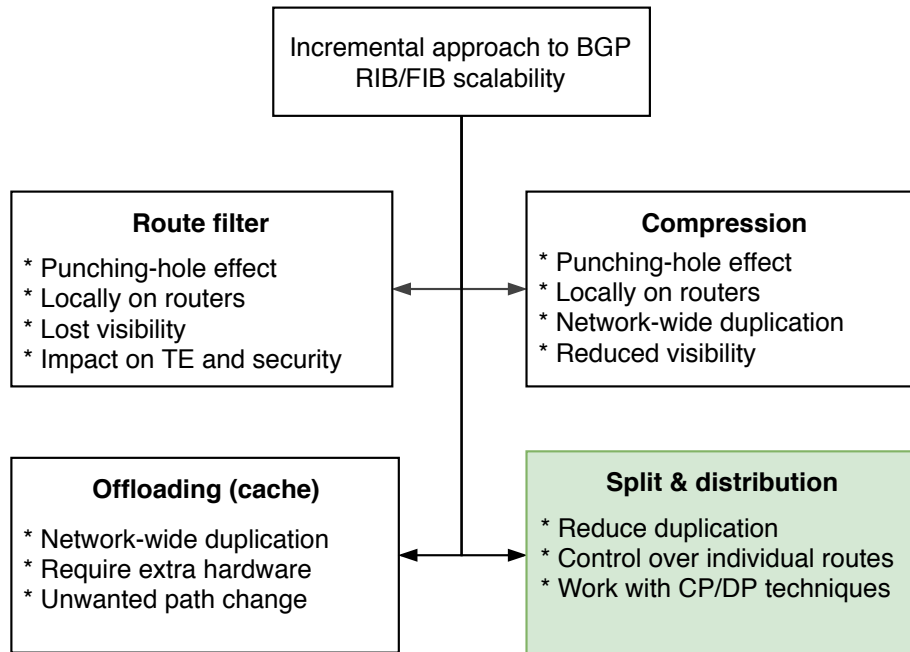 Incremental approach to BGP
RIB/FIB scalability
Route filter
* Punching-hole effect
* Locally on routers
* Lost visibility
* Impact on TE and security
Compression
* Punching-hole effect
* Locally on routers
* Network-wide duplication
* Reduced visibility
Offloading (cache)
* Network-wide duplication
* Require extra hardware
* Unwanted path change
Split & distribution
* Reduce duplication
* Control over individual routes
* Work with CP/DP techniques